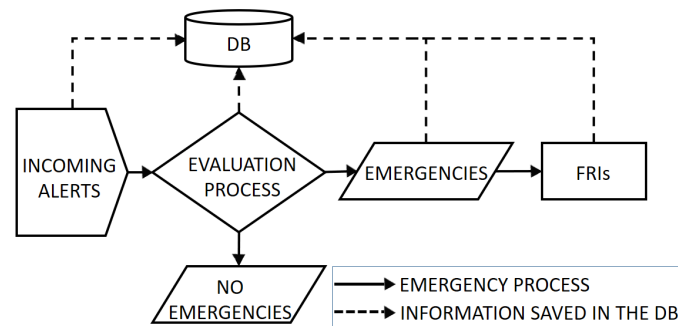 DB
INCOMING
ALERTS
EVALUATION
PROCESS
EMERGENCIES
FRIs
NO
EMERGENCIES
EMERGENCY PROCESS
INFORMATION SAVED IN THE DB